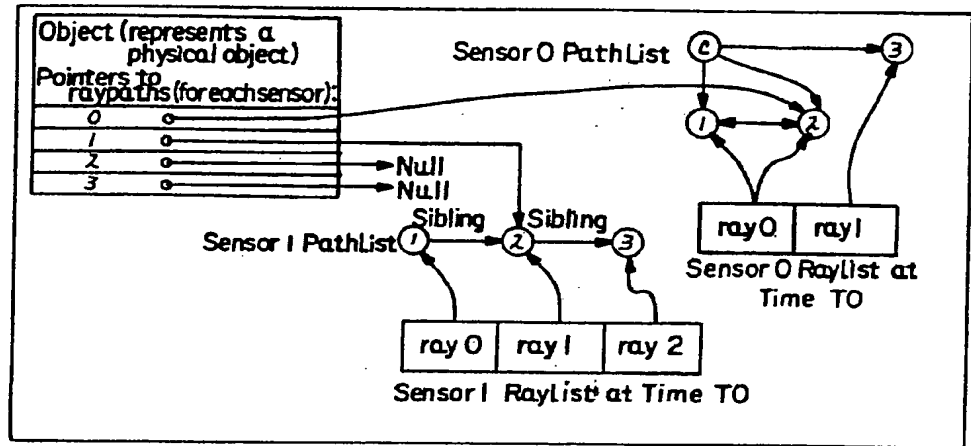 Object (represents a
physical object)
Pointers to
raypaths (for each sensor):
0
1
2
3
Null
Null
Sensor 0 PathList
c
3
1
2
ray 0
ray 1
Sensor 0 Raylist at
Time T0
Sibling
Sibling
Sensor 1 PathList
1
2
3
ray 0
ray 1
ray 2
Sensor 1 Raylist at Time T0